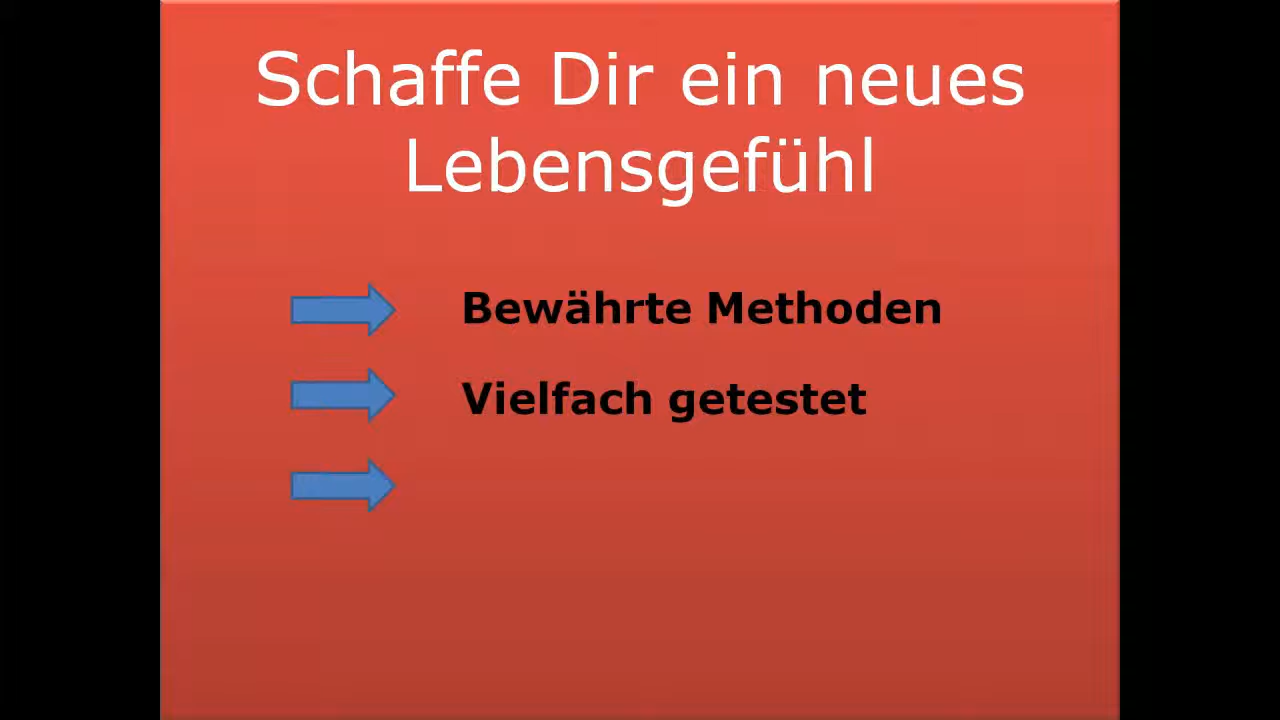 Schaffe Dir ein neues
Lebensgefühl
Bewährte Methoden
Vielfach getestet